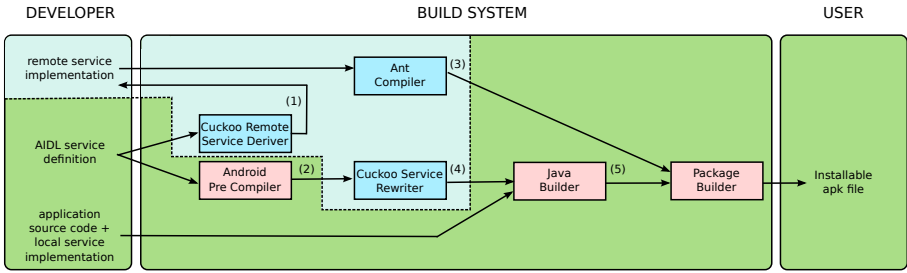 DEVELOPER
BUILD SYSTEM
USER
remote service
implementation
Ant
Compiler
(3)
(1)
Cuckoo Remote
Service Deriver
AIDL service
definition
Android
Pre Compiler
(2)
Cuckoo Service
Rewriter
(4)
Java
Builder
(5)
Package
Builder
Installable
apk file
application
source code +
local service
implementation